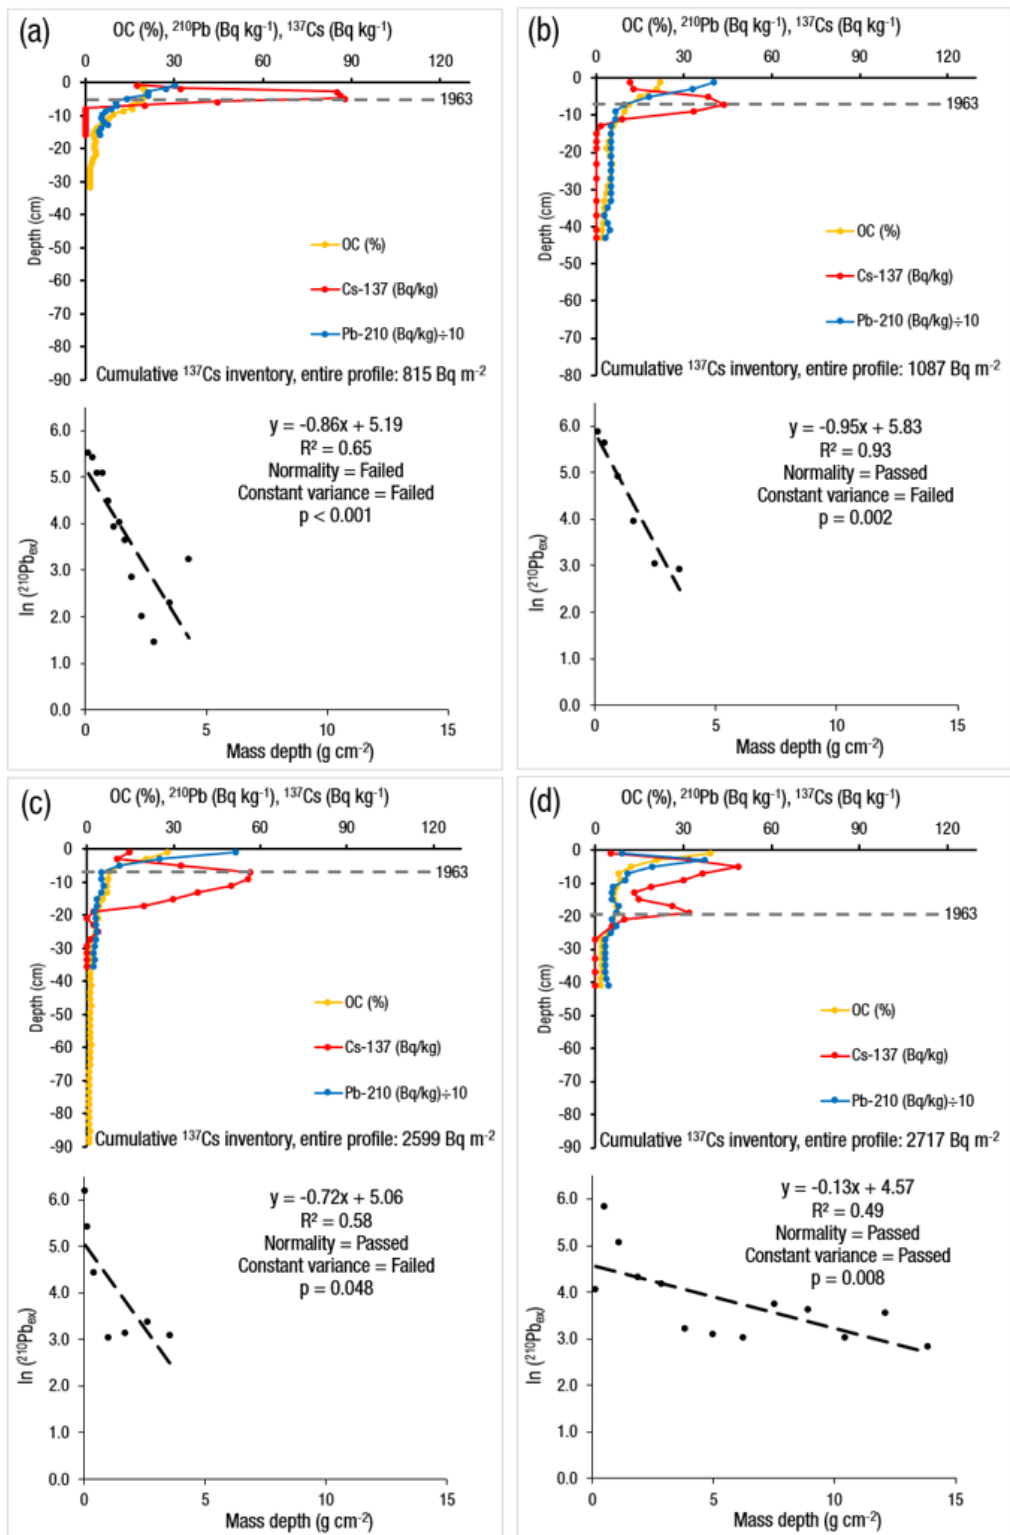 (a)
OC (%), ²¹⁰Pb (Bq kg⁻¹), ¹³⁷Cs (Bq kg⁻¹)
0 30 60 90 120
0
-10
-20
-30
-40
-50
-60
-70
-80
-90
Depth (cm)
1963
OC (%)
Cs-137 (Bq/kg)
Pb-210 (Bq/kg)÷10
Cumulative ¹³⁷Cs inventory, entire profile: 815 Bq m⁻²
y = -0.86x + 5.19
R² = 0.65
Normality = Failed
Constant variance = Failed
p < 0.001
6.0
5.0
4.0
3.0
2.0
1.0
0.0
ln (²¹⁰Pbₑₓ)
0 5 10 15
Mass depth (g cm⁻²)
(b)
OC (%), ²¹⁰Pb (Bq kg⁻¹), ¹³⁷Cs (Bq kg⁻¹)
0 30 60 90 120
0
-10
-20
-30
-40
-50
-60
-70
-80
Depth (cm)
1963
OC (%)
Cs-137 (Bq/kg)
Pb-210 (Bq/kg)÷10
Cumulative ¹³⁷Cs inventory, entire profile: 1087 Bq m⁻²
y = -0.95x + 5.83
R² = 0.93
Normality = Passed
Constant variance = Failed
p = 0.002
6.0
5.0
4.0
3.0
2.0
1.0
0.0
ln (²¹⁰Pbₑₓ)
0 5 10 15
Mass depth (g cm⁻²)
(c)
OC (%), ²¹⁰Pb (Bq kg⁻¹), ¹³⁷Cs (Bq kg⁻¹)
0 30 60 90 120
0
-10
-20
-30
-40
-50
-60
-70
-80
-90
Depth (cm)
1963
OC (%)
Cs-137 (Bq/kg)
Pb-210 (Bq/kg)÷10
Cumulative ¹³⁷Cs inventory, entire profile: 2599 Bq m⁻²
y = -0.72x + 5.06
R² = 0.58
Normality = Passed
Constant variance = Failed
p = 0.048
6.0
5.0
4.0
3.0
2.0
1.0
0.0
ln (²¹⁰Pbₑₓ)
0 5 10 15
Mass depth (g cm⁻²)
(d)
OC (%), ²¹⁰Pb (Bq kg⁻¹), ¹³⁷Cs (Bq kg⁻¹)
0 30 60 90 120
0
-10
-20
-30
-40
-50
-60
-70
-80
-90
Depth (cm)
1963
OC (%)
Cs-137 (Bq/kg)
Pb-210 (Bq/kg)÷10
Cumulative ¹³⁷Cs inventory, entire profile: 2717 Bq m⁻²
y = -0.13x + 4.57
R² = 0.49
Normality = Passed
Constant variance = Passed
p = 0.008
6.0
5.0
4.0
3.0
2.0
1.0
0.0
ln (²¹⁰Pbₑₓ)
0 5 10 15
Mass depth (g cm⁻²)